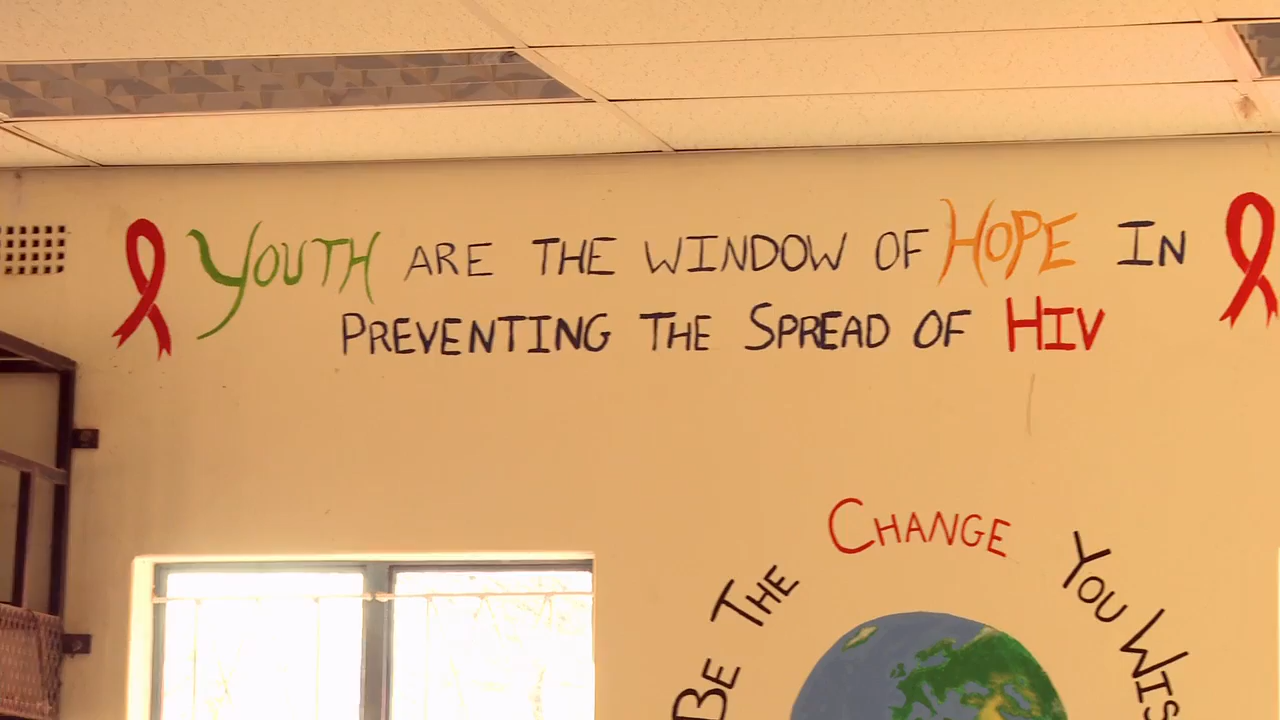 YOUTH ARE THE WINDOW OF HOPE IN
PREVENTING THE SPREAD OF HIV
BE THE CHANGE YOU